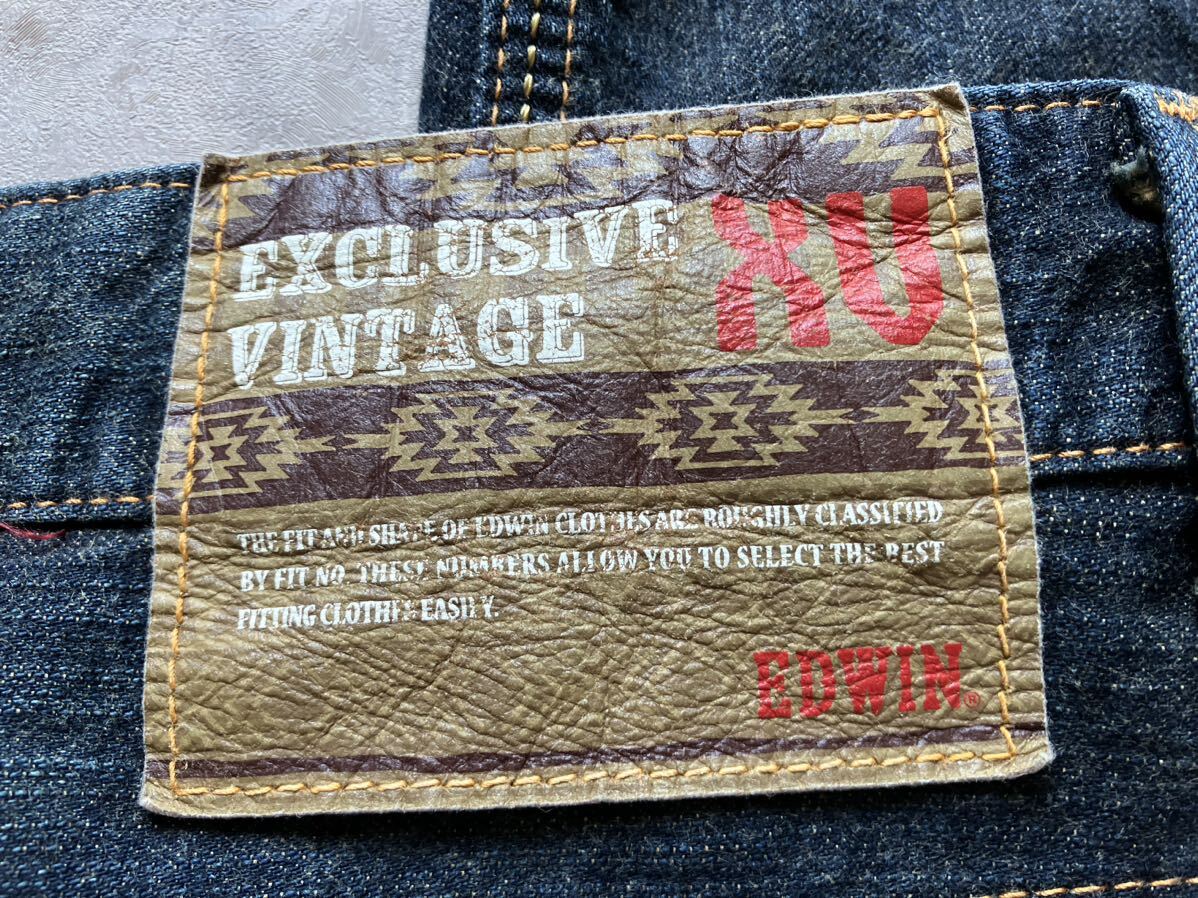 EXCLUSIVE
VINTAGE
XV
THE FIT AND SHAPE OF EDWIN CLOTHES ARE ROUGHLY CLASSIFIED
BY FIT NO. THESE NUMBERS ALLOW YOU TO SELECT THE BEST
FITTING CLOTHES EASILY.
EDWIN®